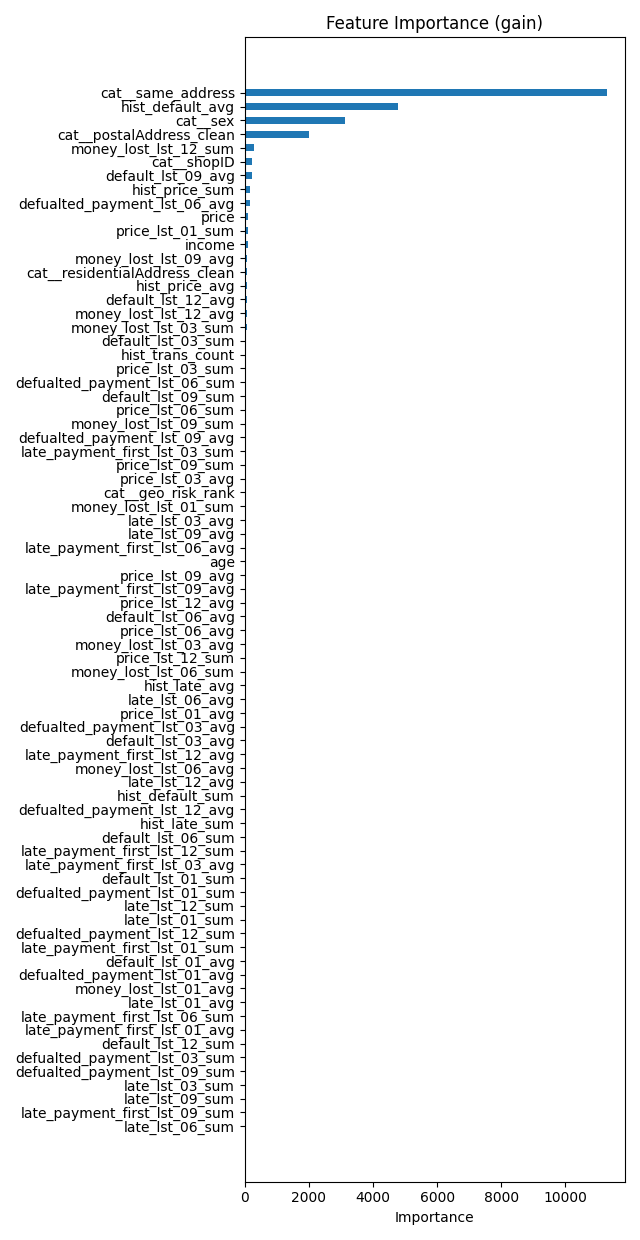 Feature Importance (gain)
cat__same_address
hist_default_avg
cat__sex
cat__postalAddress_clean
money_lost_lst_12_sum
cat__shopID
default_lst_09_avg
hist_price_sum
defualted_payment_lst_06_avg
price
price_lst_01_sum
income
money_lost_lst_09_avg
cat__residentialAddress_clean
hist_price_avg
default_lst_12_avg
money_lost_lst_12_avg
money_lost_lst_03_sum
default_lst_03_sum
hist_trans_count
price_lst_03_sum
defualted_payment_lst_06_sum
default_lst_09_sum
price_lst_06_sum
money_lost_lst_09_sum
defualted_payment_lst_09_avg
late_payment_first_lst_03_sum
price_lst_09_sum
price_lst_03_avg
cat__geo_risk_rank
money_lost_lst_01_sum
late_lst_03_avg
late_lst_09_avg
late_payment_first_lst_06_avg
age
price_lst_09_avg
late_payment_first_lst_09_avg
price_lst_12_avg
default_lst_06_avg
price_lst_06_avg
money_lost_lst_03_avg
price_lst_12_sum
money_lost_lst_06_sum
hist_late_avg
late_lst_06_avg
price_lst_01_avg
defualted_payment_lst_03_avg
default_lst_03_avg
late_payment_first_lst_12_avg
money_lost_lst_06_avg
late_lst_12_avg
hist_default_sum
defualted_payment_lst_12_avg
hist_late_sum
default_lst_06_sum
late_payment_first_lst_12_sum
late_payment_first_lst_03_avg
default_lst_01_sum
defualted_payment_lst_01_sum
late_lst_12_sum
late_lst_01_sum
defualted_payment_lst_12_sum
late_payment_first_lst_01_sum
default_lst_01_avg
defualted_payment_lst_01_avg
money_lost_lst_01_avg
late_lst_01_avg
late_payment_first_lst_06_sum
late_payment_first_lst_01_avg
default_lst_12_sum
defualted_payment_lst_03_sum
defualted_payment_lst_09_sum
late_lst_03_sum
late_lst_09_sum
late_payment_first_lst_09_sum
late_lst_06_sum
0 2000 4000 6000 8000 10000
Importance